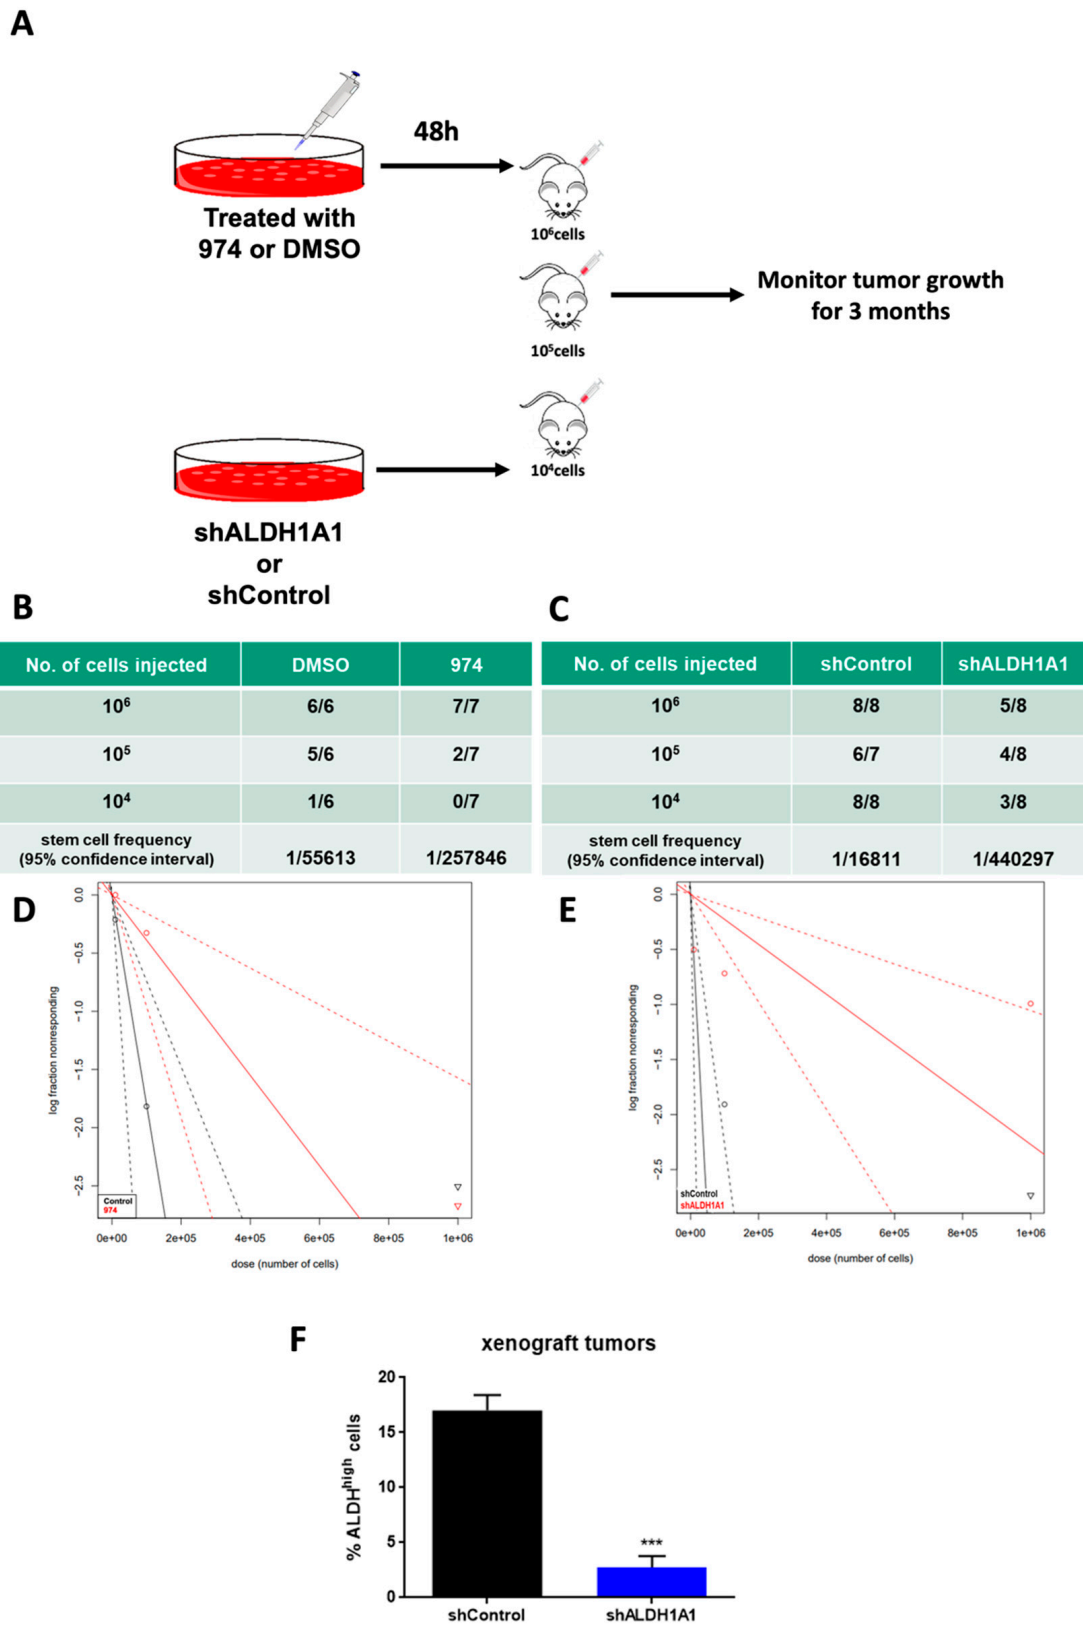 A
48h
Treated with
974 or DMSO
10⁶cells
10⁵cells
Monitor tumor growth
for 3 months
10⁴cells
shALDH1A1
or
shControl
B
No. of cells injected DMSO 974
10⁶ 6/6 7/7
10⁵ 5/6 2/7
10⁴ 1/6 0/7
stem cell frequency
(95% confidence interval) 1/55613 1/257846
C
No. of cells injected shControl shALDH1A1
10⁶ 8/8 5/8
10⁵ 6/7 4/8
10⁴ 8/8 3/8
stem cell frequency
(95% confidence interval) 1/16811 1/440297
D
log fraction nonresponding
0.0
-0.5
-1.0
-1.5
-2.0
-2.5
Control
974
0e+00 2e+05 4e+05 6e+05 8e+05 1e+06
dose (number of cells)
E
log fraction nonresponding
0.0
-0.5
-1.0
-1.5
-2.0
-2.5
shControl
shALDH1A1
0e+00 2e+05 4e+05 6e+05 8e+05 1e+06
dose (number of cells)
F
xenograft tumors
% ALDHʰⁱᵍʰ cells
20
15
10
5
0
***
shControl shALDH1A1